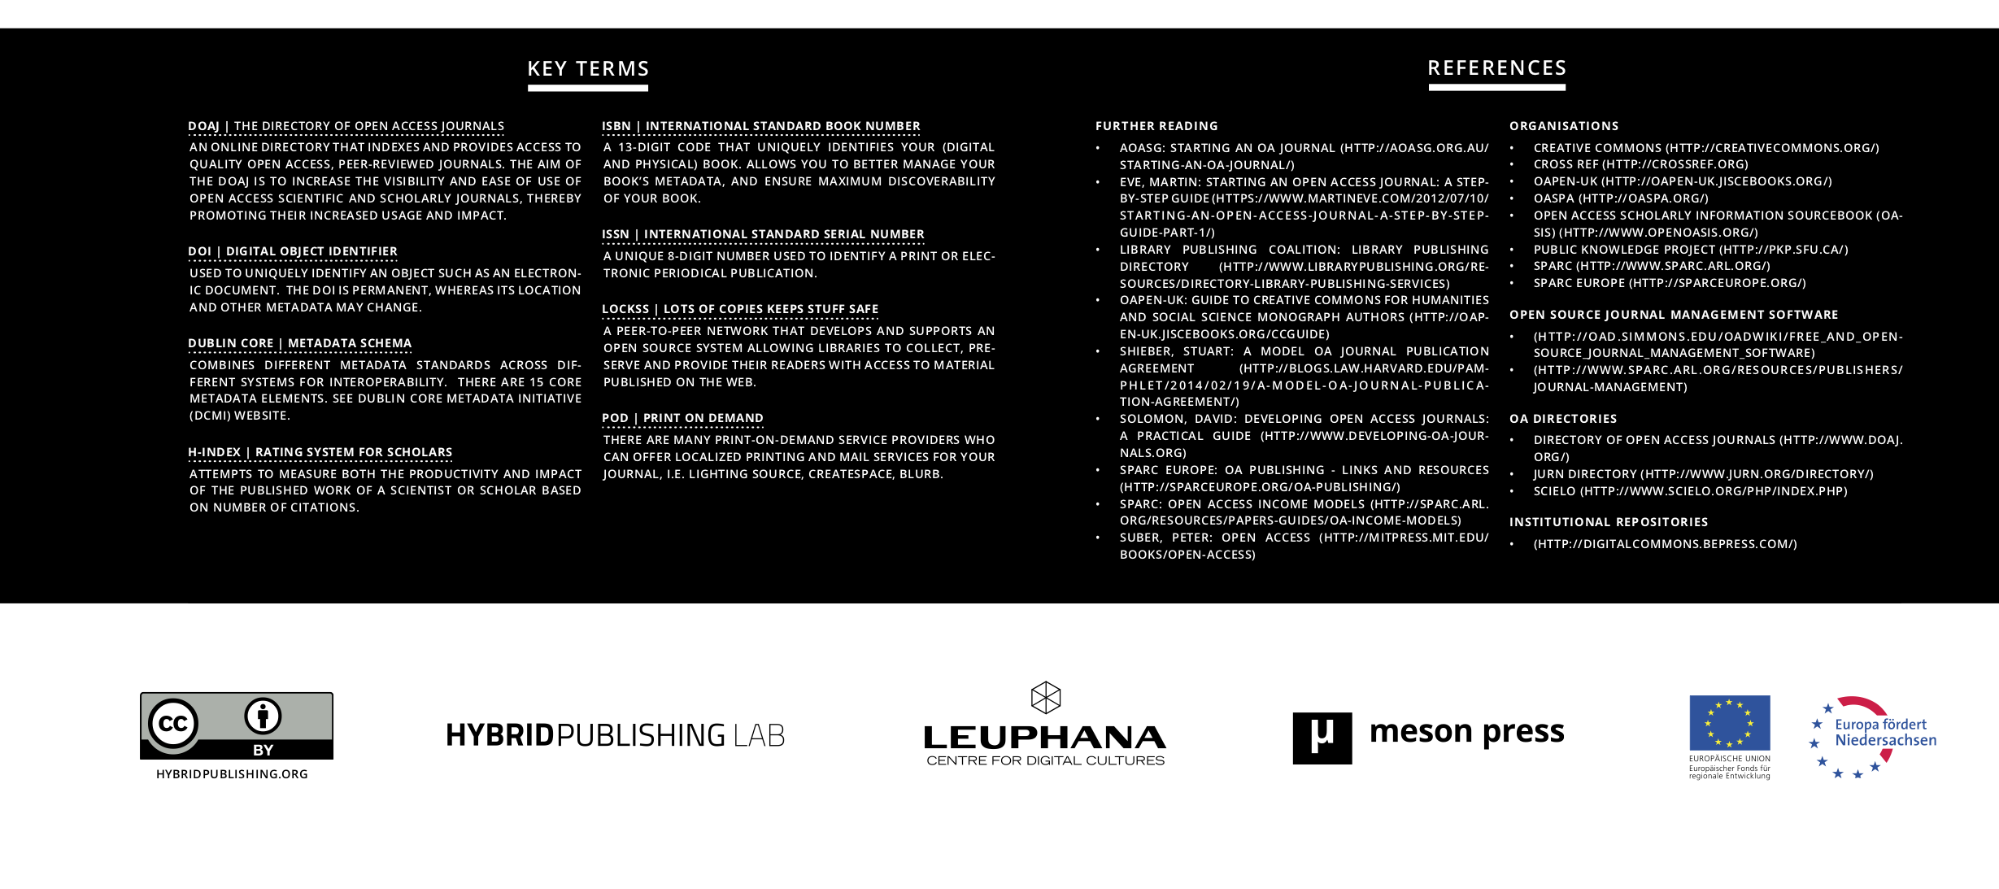 KEY TERMS
DOAJ | THE DIRECTORY OF OPEN ACCESS JOURNALS
AN ONLINE DIRECTORY THAT INDEXES AND PROVIDES ACCESS TO
QUALITY OPEN ACCESS, PEER-REVIEWED JOURNALS. THE AIM OF
THE DOAJ IS TO INCREASE THE VISIBILITY AND EASE OF USE OF
OPEN ACCESS SCIENTIFIC AND SCHOLARLY JOURNALS, THEREBY
PROMOTING THEIR INCREASED USAGE AND IMPACT.
DOI | DIGITAL OBJECT IDENTIFIER
USED TO UNIQUELY IDENTIFY AN OBJECT SUCH AS AN ELECTRON-
IC DOCUMENT. THE DOI IS PERMANENT, WHEREAS ITS LOCATION
AND OTHER METADATA MAY CHANGE.
DUBLIN CORE | METADATA SCHEMA
COMBINES DIFFERENT METADATA STANDARDS ACROSS DIF-
FERENT SYSTEMS FOR INTEROPERABILITY. THERE ARE 15 CORE
METADATA ELEMENTS. SEE DUBLIN CORE METADATA INITIATIVE
(DCMI) WEBSITE.
H-INDEX | RATING SYSTEM FOR SCHOLARS
ATTEMPTS TO MEASURE BOTH THE PRODUCTIVITY AND IMPACT
OF THE PUBLISHED WORK OF A SCIENTIST OR SCHOLAR BASED
ON NUMBER OF CITATIONS.
ISBN | INTERNATIONAL STANDARD BOOK NUMBER
A 13-DIGIT CODE THAT UNIQUELY IDENTIFIES YOUR (DIGITAL
AND PHYSICAL) BOOK. ALLOWS YOU TO BETTER MANAGE YOUR
BOOK'S METADATA, AND ENSURE MAXIMUM DISCOVERABILITY
OF YOUR BOOK.
ISSN | INTERNATIONAL STANDARD SERIAL NUMBER
A UNIQUE 8-DIGIT NUMBER USED TO IDENTIFY A PRINT OR ELEC-
TRONIC PERIODICAL PUBLICATION.
LOCKSS | LOTS OF COPIES KEEPS STUFF SAFE
A PEER-TO-PEER NETWORK THAT DEVELOPS AND SUPPORTS AN
OPEN SOURCE SYSTEM ALLOWING LIBRARIES TO COLLECT, PRE-
SERVE AND PROVIDE THEIR READERS WITH ACCESS TO MATERIAL
PUBLISHED ON THE WEB.
POD | PRINT ON DEMAND
THERE ARE MANY PRINT-ON-DEMAND SERVICE PROVIDERS WHO
CAN OFFER LOCALIZED PRINTING AND MAIL SERVICES FOR YOUR
JOURNAL, I.E. LIGHTING SOURCE, CREATESPACE, BLURB.
REFERENCES
FURTHER READING
• AOASG: STARTING AN OA JOURNAL (HTTP://AOASG.ORG.AU/
STARTING-AN-OA-JOURNAL/)
• EVE, MARTIN: STARTING AN OPEN ACCESS JOURNAL: A STEP-
BY-STEP GUIDE (HTTPS://WWW.MARTINEVE.COM/2012/07/10/
STARTING-AN-OPEN-ACCESS-JOURNAL-A-STEP-BY-STEP-
GUIDE-PART-1/)
• LIBRARY PUBLISHING COALITION: LIBRARY PUBLISHING
DIRECTORY (HTTP://WWW.LIBRARYPUBLISHING.ORG/RE-
SOURCES/DIRECTORY-LIBRARY-PUBLISHING-SERVICES)
• OAPEN-UK: GUIDE TO CREATIVE COMMONS FOR HUMANITIES
AND SOCIAL SCIENCE MONOGRAPH AUTHORS (HTTP://OAP-
EN-UK.JISCEBOOKS.ORG/CCGUIDE)
• SHIEBER, STUART: A MODEL OA JOURNAL PUBLICATION
AGREEMENT (HTTP://BLOGS.LAW.HARVARD.EDU/PAM-
PHLET/2014/02/19/A-MODEL-OA-JOURNAL-PUBLICA-
TION-AGREEMENT/)
• SOLOMON, DAVID: DEVELOPING OPEN ACCESS JOURNALS:
A PRACTICAL GUIDE (HTTP://WWW.DEVELOPING-OA-JOUR-
NALS.ORG)
• SPARC EUROPE: OA PUBLISHING - LINKS AND RESOURCES
(HTTP://SPARCEUROPE.ORG/OA-PUBLISHING/)
• SPARC: OPEN ACCESS INCOME MODELS (HTTP://SPARC.ARL.
ORG/RESOURCES/PAPERS-GUIDES/OA-INCOME-MODELS)
• SUBER, PETER: OPEN ACCESS (HTTP://MITPRESS.MIT.EDU/
BOOKS/OPEN-ACCESS)
ORGANISATIONS
• CREATIVE COMMONS (HTTP://CREATIVECOMMONS.ORG/)
• CROSS REF (HTTP://CROSSREF.ORG)
• OAPEN-UK (HTTP://OAPEN-UK.JISCEBOOKS.ORG/)
• OASPA (HTTP://OASPA.ORG/)
• OPEN ACCESS SCHOLARLY INFORMATION SOURCEBOOK (OA-
SIS) (HTTP://WWW.OPENOASIS.ORG/)
• PUBLIC KNOWLEDGE PROJECT (HTTP://PKP.SFU.CA/)
• SPARC (HTTP://WWW.SPARC.ARL.ORG/)
• SPARC EUROPE (HTTP://SPARCEUROPE.ORG/)
OPEN SOURCE JOURNAL MANAGEMENT SOFTWARE
• (HTTP://OAD.SIMMONS.EDU/OADWIKI/FREE_AND_OPEN-
SOURCE_JOURNAL_MANAGEMENT_SOFTWARE)
• (HTTP://WWW.SPARC.ARL.ORG/RESOURCES/PUBLISHERS/
JOURNAL-MANAGEMENT)
OA DIRECTORIES
• DIRECTORY OF OPEN ACCESS JOURNALS (HTTP://WWW.DOAJ.
ORG/)
• JURN DIRECTORY (HTTP://WWW.JURN.ORG/DIRECTORY/)
• SCIELO (HTTP://WWW.SCIELO.ORG/PHP/INDEX.PHP)
INSTITUTIONAL REPOSITORIES
• (HTTP://DIGITALCOMMONS.BEPRESS.COM/)
CC
BY
HYBRIDPUBLISHING.ORG
HYBRIDPUBLISHING LAB
LEUPHANA
CENTRE FOR DIGITAL CULTURES
µ meson press
EUROPÄISCHE UNION
Europäischer Fonds für
regionale Entwicklung
Europa fördert
Niedersachsen